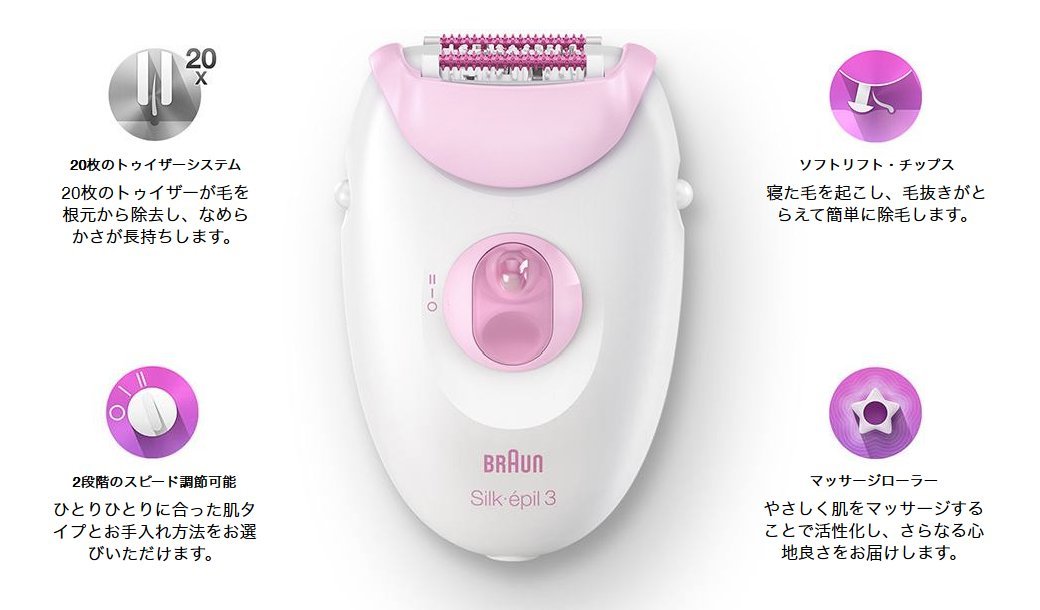 20
x
20枚のトゥイザーシステム
20枚のトゥイザーが毛を
根元から除去し、なめら
かさが長持ちします。
ソフトリフト・チップス
寝た毛を起こし、毛抜きがと
らえて簡単に除毛します。
II
I
O
BRAUN
Silk·épil 3
2段階のスピード調節可能
ひとりひとりに合った肌タ
イプとお手入れ方法をお選
びいただけます。
マッサージローラー
やさしく肌をマッサージする
ことで活性化し、さらなる心
地良さをお届けします。